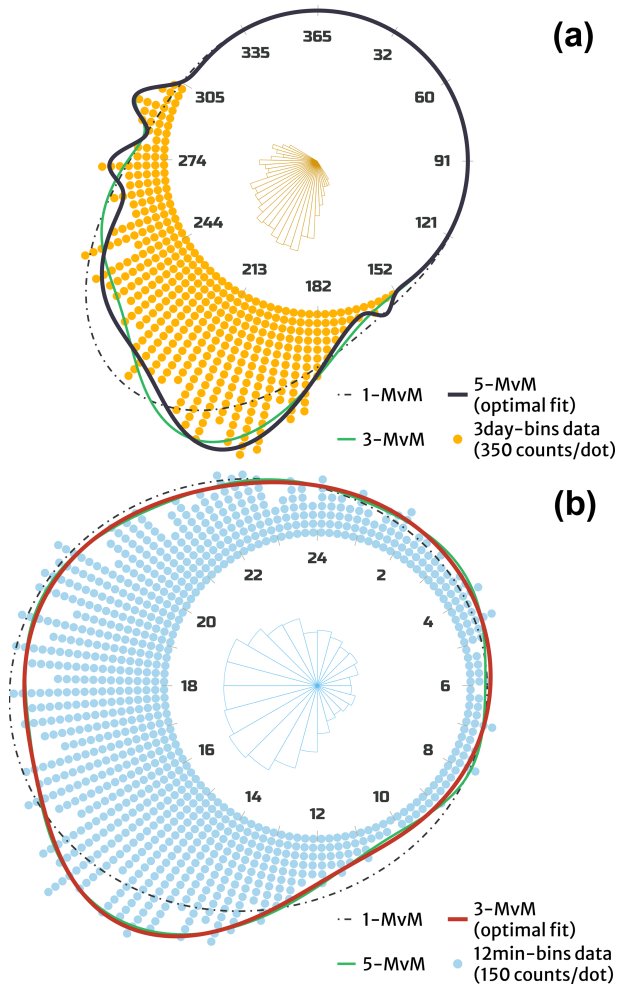 (a)
365
335
32
305
60
274
91
244
121
213
152
182
1-MvM
5-MvM
(optimal fit)
3-MvM
3day-bins data
(350 counts/dot)
(b)
24
22
2
20
4
18
6
16
8
14
10
12
1-MvM
3-MvM
(optimal fit)
5-MvM
12min-bins data
(150 counts/dot)